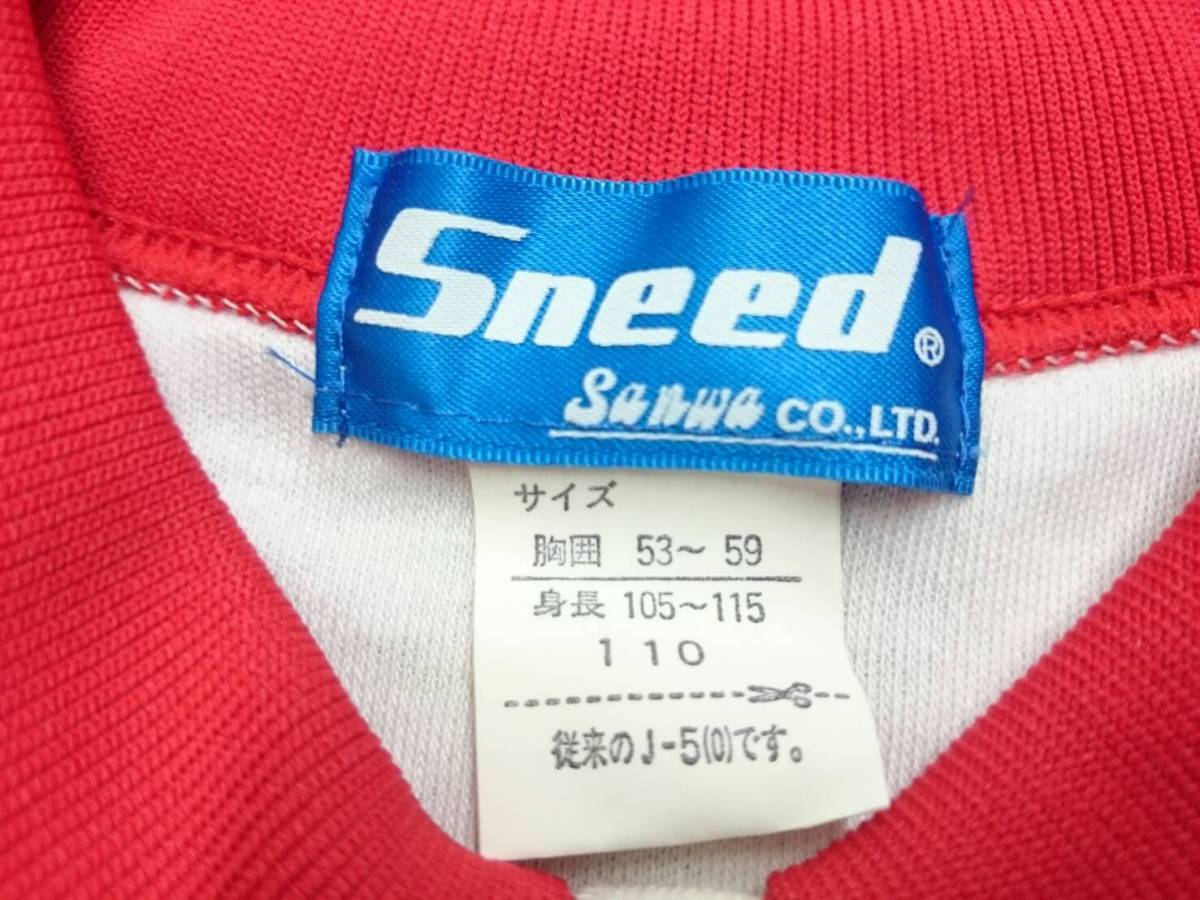 Sneed®
Sanwa CO.,LTD.
サイズ
胸囲 53〜59
身長 105〜115
110
従来のJ-5(0)です。